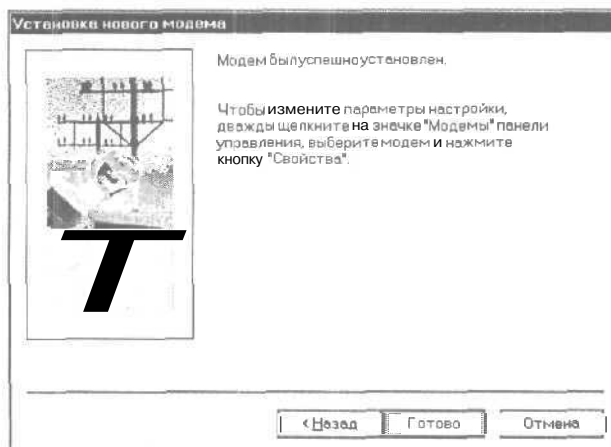 Установка нового модема
Модем был успешно установлен.
Чтобы измените параметры настройки,
дважды щелкните на значке "Модемы" панели
управления, выберите модем и нажмите
кнопку "Свойства".
T
< Назад Готово Отмена